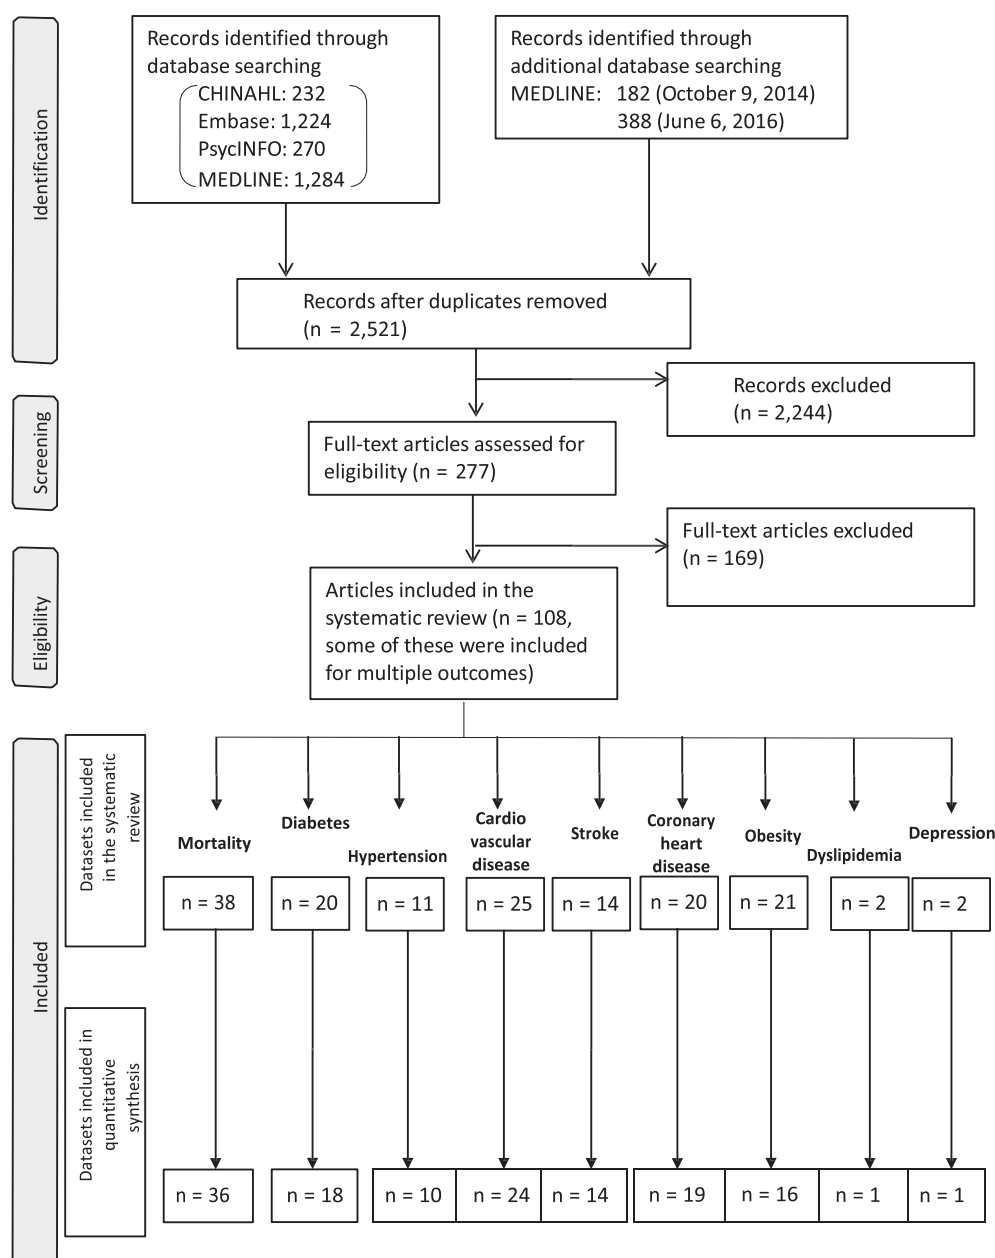 Identification
Records identified through
database searching
CHINAHL: 232
Embase: 1,224
PsycINFO: 270
MEDLINE: 1,284
Records identified through
additional database searching
MEDLINE: 182 (October 9, 2014)
388 (June 6, 2016)
Records after duplicates removed
(n = 2,521)
Records excluded
(n = 2,244)
Screening
Full-text articles assessed for
eligibility (n = 277)
Full-text articles excluded
(n = 169)
Eligibility
Articles included in the
systematic review (n = 108,
some of these were included
for multiple outcomes)
Included
Datasets included
in the systematic
review
Mortality
Diabetes
Hypertension
Cardio
vascular
disease
Stroke
Coronary
heart
disease
Obesity
Dyslipidemia
Depression
n = 38
n = 20
n = 11
n = 25
n = 14
n = 20
n = 21
n = 2
n = 2
Datasets included in
quantitative
synthesis
n = 36
n = 18
n = 10
n = 24
n = 14
n = 19
n = 16
n = 1
n = 1